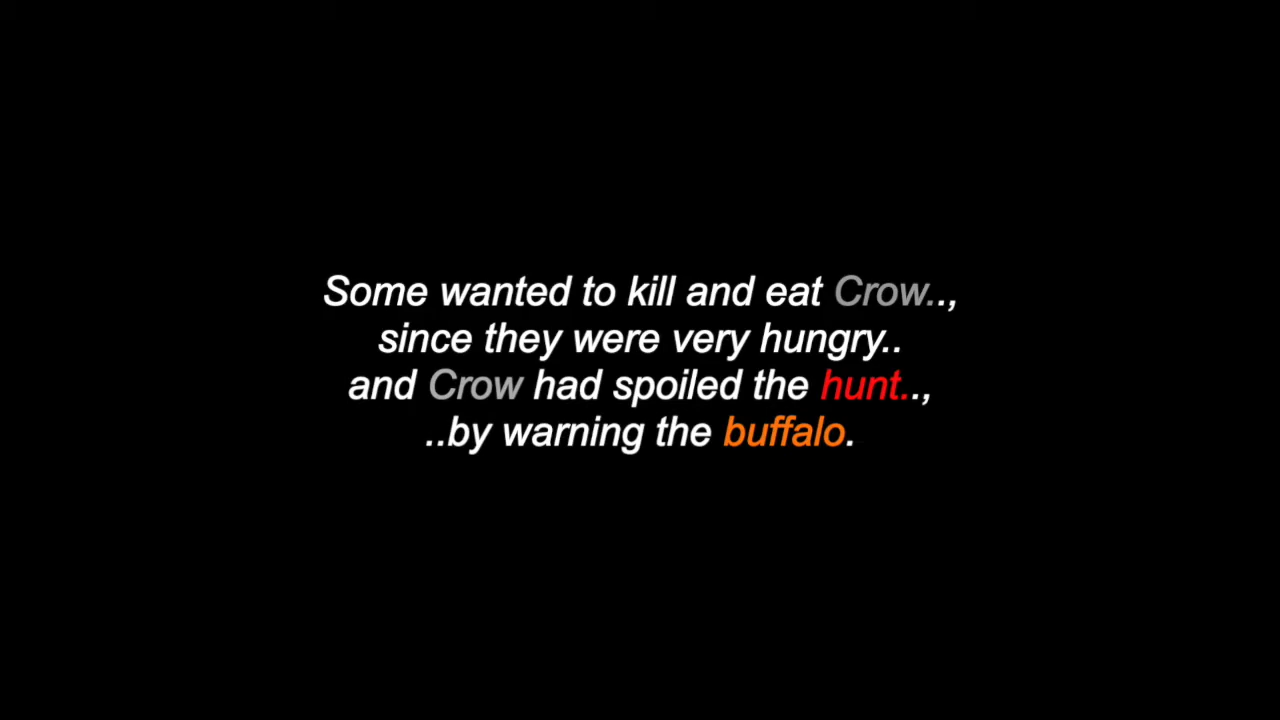 Some wanted to kill and eat Crow..,
since they were very hungry..
and Crow had spoiled the hunt..,
..by warning the buffalo.